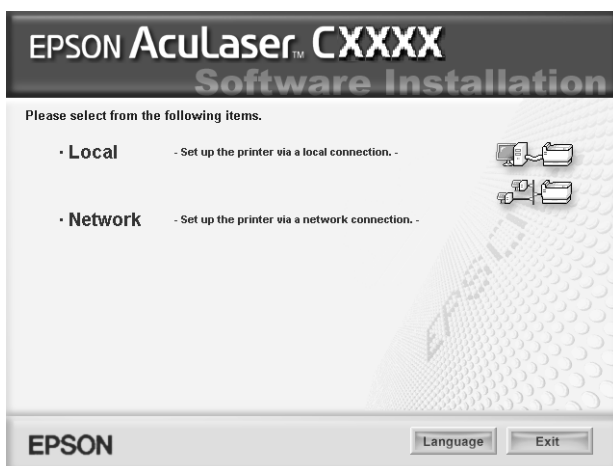 EPSON AcuLaser™ CXXXX
Software Installation
Please select from the following items.
· Local - Set up the printer via a local connection. -
· Network - Set up the printer via a network connection. -
EPSON
EPSON
Language Exit